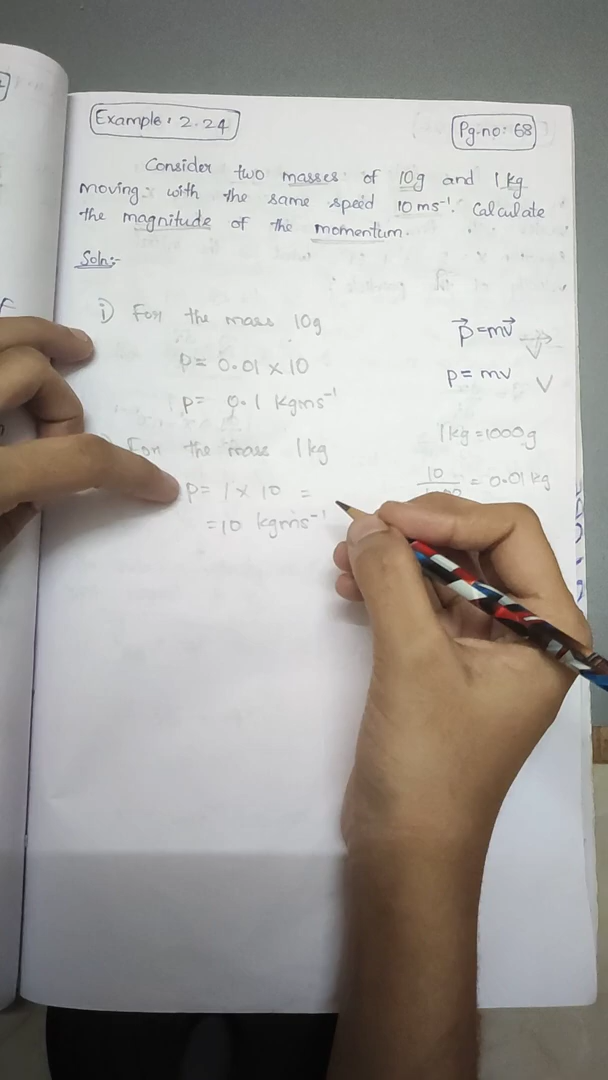 Example: 2.24
Pg.no: 68
Consider two masses of 10g and 1kg
moving with the same speed 10 ms⁻¹. Calculate
the magnitude of the momentum.
Soln:-
i) For the mass 10g
p = 0.01 × 10
p = 0.1 Kgms⁻¹
For the mass 1kg
p = 1 × 10 =
= 10 kgms⁻¹
p⃗ = mv⃗
p = mv
v
1kg = 1000g
10
= 0.01 kg